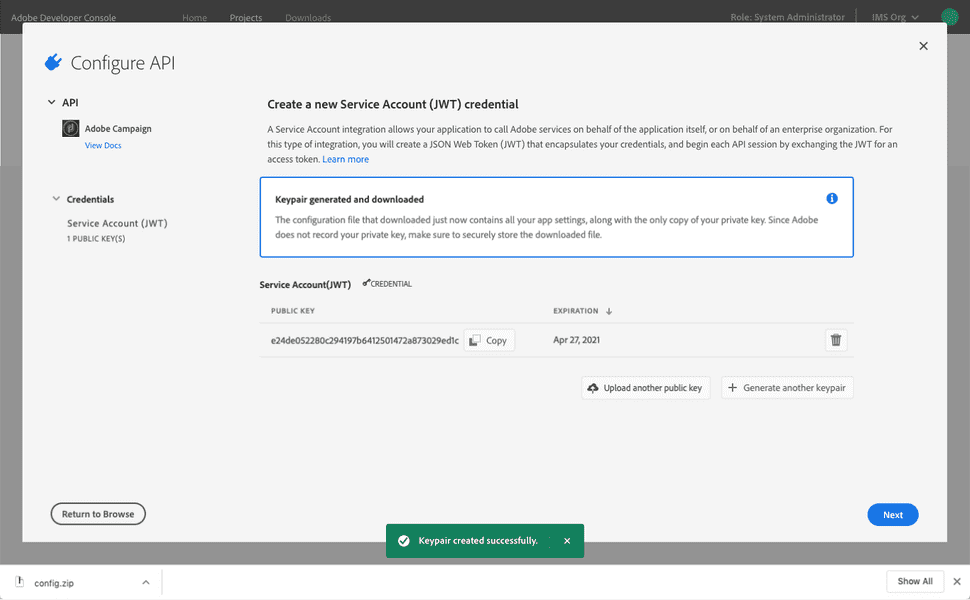 Adobe Developer Console Home Projects Downloads Role: System Administrator IMS Org
Configure API
API
Adobe Campaign
View Docs
Credentials
Service Account (JWT)
1 PUBLIC KEY(S)
Create a new Service Account (JWT) credential
A Service Account integration allows your application to call Adobe services on behalf of the application itself, or on behalf of an enterprise organization. For
this type of integration, you will create a JSON Web Token (JWT) that encapsulates your credentials, and begin each API session by exchanging the JWT for an
access token. Learn more
Keypair generated and downloaded
The configuration file that downloaded just now contains all your app settings, along with the only copy of your private key. Since Adobe
does not record your private key, make sure to securely store the downloaded file.
Service Account(JWT) CREDENTIAL
PUBLIC KEY EXPIRATION
e24de052280c294197b6412501472a873029ed1c Copy Apr 27, 2021
Upload another public key Generate another keypair
Return to Browse Next
Keypair created successfully.
config.zip Show All